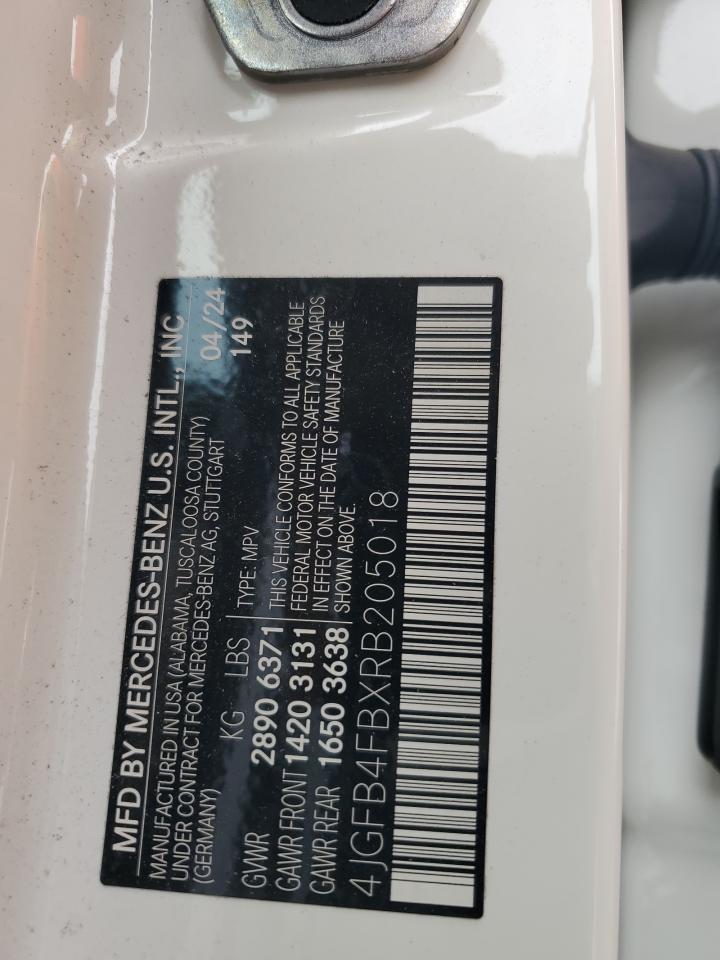 MFD BY MERCEDES-BENZ U.S. INTL., INC
MANUFACTURED IN USA (ALABAMA, TUSCALOOSA COUNTY)
UNDER CONTRACT FOR MERCEDES-BENZ AG, STUTTGART
(GERMANY)
04/24
149
KG LBS
GVWR 2890 6371
GAWR FRONT 1420 3131
GAWR REAR 1650 3638
TYPE: MPV
THIS VEHICLE CONFORMS TO ALL APPLICABLE
FEDERAL MOTOR VEHICLE SAFETY STANDARDS
IN EFFECT ON THE DATE OF MANUFACTURE
SHOWN ABOVE.
4JGFB4FBXRB205018